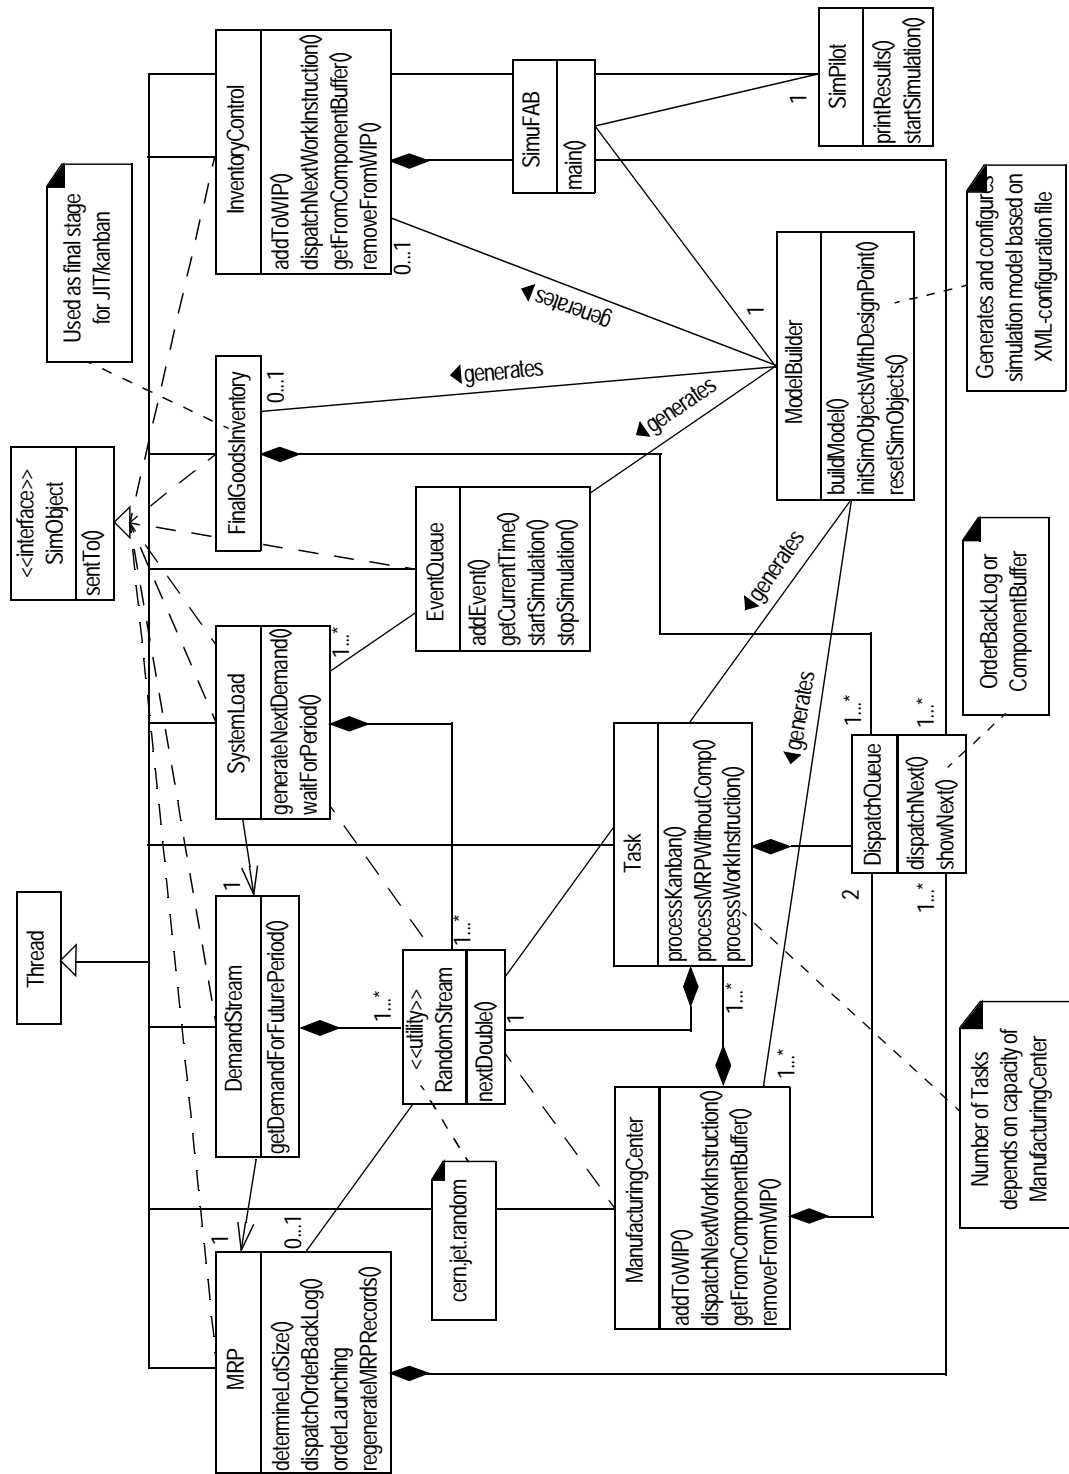 Thread
<<interface>>
SimObject
sentTo()
Used as final stage
for JIT/kanban
MRP
determineLotSize()
dispatchOrderBackLog()
orderLaunching
regenerateMRPRecords()
1
0...1
DemandStream
getDemandForFuturePeriod()
1
SystemLoad
generateNextDemand()
waitForPeriod()
1...*
FinalGoodsInventory
0...1
InventoryControl
addToWIP()
dispatchNextWorkInstruction()
getFromComponentBuffer()
removeFromWIP()
0...1
cern.jet.random
<<utility>>
RandomStream
nextDouble()
1...*
1...*
1
EventQueue
addEvent()
getCurrentTime()
startSimulation()
stopSimulation()
generates
generates
generates
generates
generates
SimuFAB
main()
ManufacturingCenter
addToWIP()
dispatchNextWorkInstruction()
getFromComponentBuffer()
removeFromWIP()
1...*
Task
processKanban()
processMRPWithoutComp()
processWorkInstruction()
1...*
ModelBuilder
buildModel()
initSimObjectsWithDesignPoint()
resetSimObjects()
1
SimPilot
printResults()
startSimulation()
1
DispatchQueue
dispatchNext()
showNext()
2
1...*
1...*
1...*
Number of Tasks
depends on capacity of
ManufacturingCenter
OrderBackLog or
ComponentBuffer
Generates and configures
simulation model based on
XML-configuration file